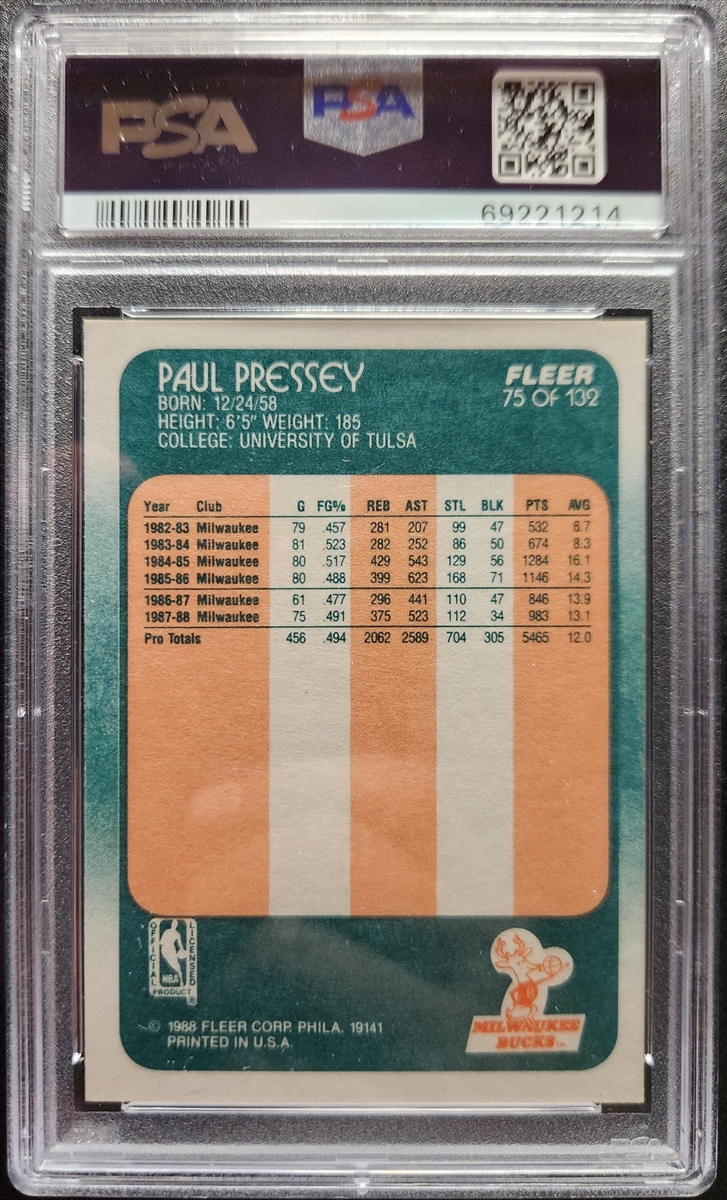 PSA
PSA
69221214
PAUL PRESSEY
FLEER
BORN: 12/24/58
75 OF 132
HEIGHT: 6'5" WEIGHT: 185
COLLEGE: UNIVERSITY OF TULSA
Year Club G FG% REB AST STL BLK PTS AVG
1982-83 Milwaukee 79 .457 281 207 99 47 532 6.7
1983-84 Milwaukee 81 .523 282 252 86 50 674 8.3
1984-85 Milwaukee 80 .517 429 543 129 56 1284 16.1
1985-86 Milwaukee 80 .488 399 623 168 71 1146 14.3
1986-87 Milwaukee 61 .477 296 441 110 47 846 13.9
1987-88 Milwaukee 75 .491 375 523 112 34 983 13.1
Pro Totals 456 .494 2062 2589 704 305 5465 12.0
OFFICIAL
LICENSED
NBA
PRODUCT ®
B
MILWAUKEE
BUCKS™
© 1988 FLEER CORP. PHILA. 19141
PRINTED IN U.S.A.
PSA